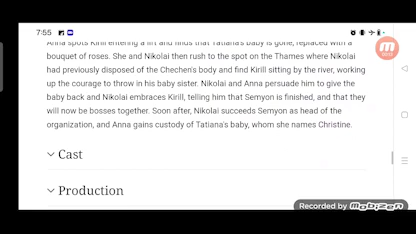 7:55
Anna spots Kirill entering a lift and finds that Tatiana's baby is gone, replaced with a
bouquet of roses. She and Nikolai then rush to the spot on the Thames where Nikolai
had previously disposed of the Chechen's body and find Kirill sitting by the river, working
up the courage to throw in his baby sister. Nikolai and Anna persuade him to give the
baby back and Nikolai embraces Kirill, telling him that Semyon is finished, and that they
will now be bosses together. Soon after, Nikolai succeeds Semyon as head of the
organization, and Anna gains custody of Tatiana's baby, whom she names Christine.
Cast
Production
Recorded by Mobizen